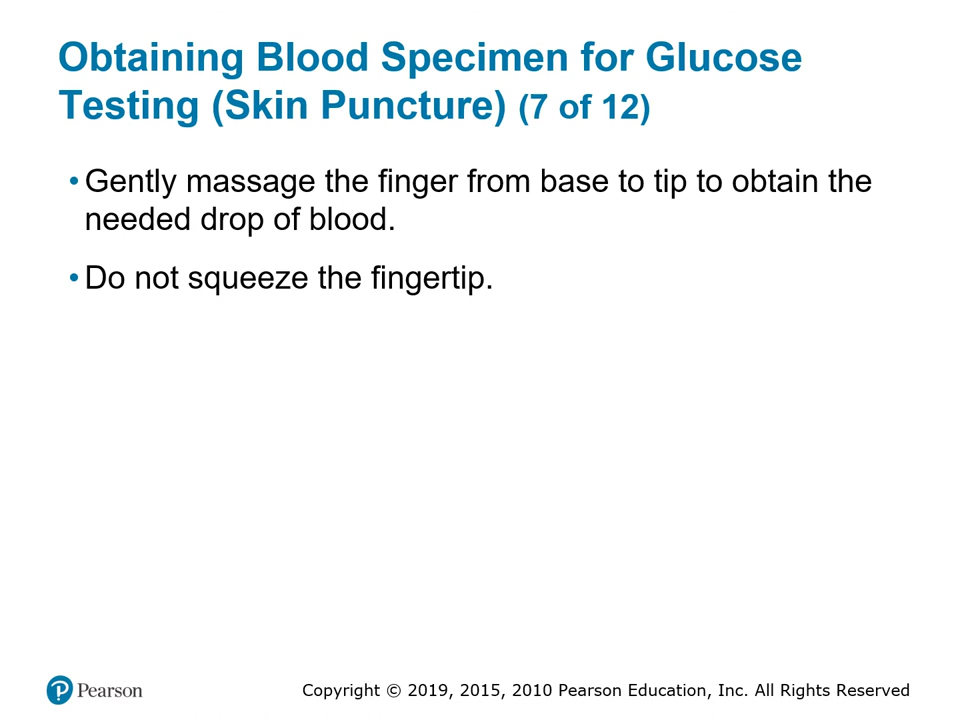 Obtaining Blood Specimen for Glucose
Testing (Skin Puncture) (7 of 12)
• Gently massage the finger from base to tip to obtain the
needed drop of blood.
• Do not squeeze the fingertip.
Pearson
Copyright © 2019, 2015, 2010 Pearson Education, Inc. All Rights Reserved